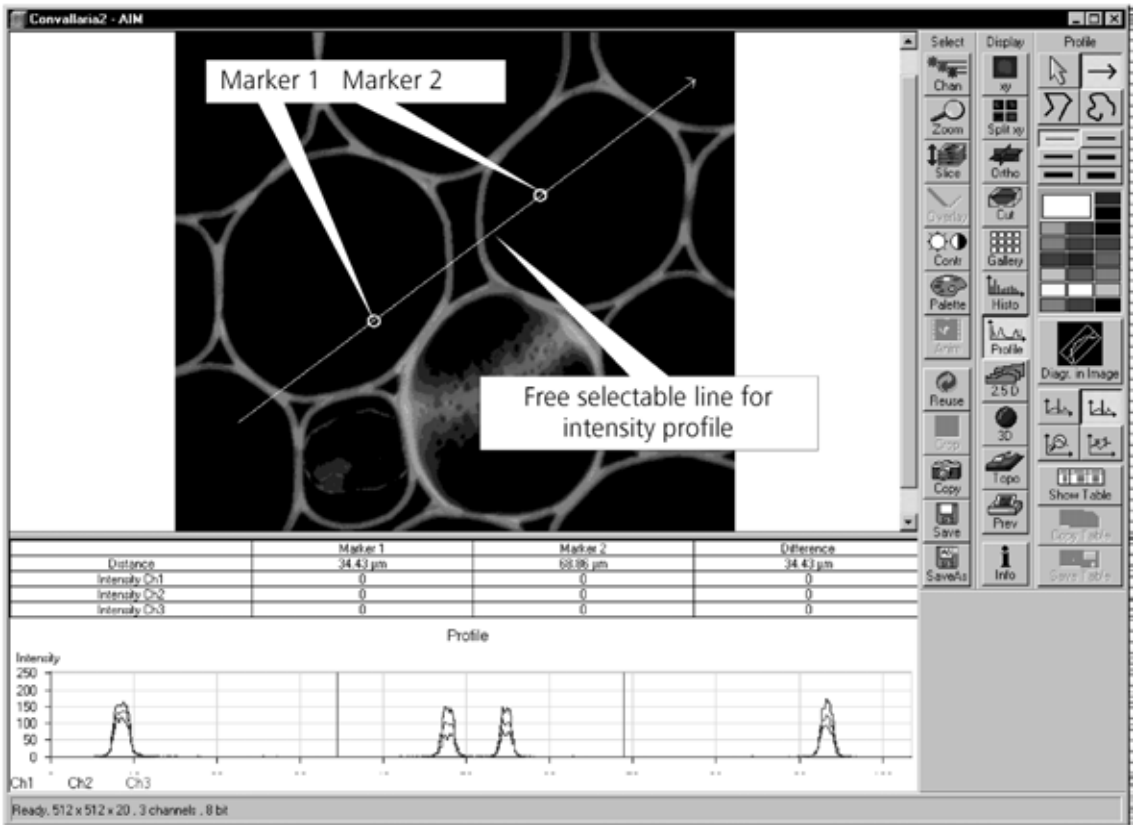 Convallaria2 - AIM
Marker 1 Marker 2
Free selectable line for
intensity profile
Select
Chan
Zoom
Slice
Overlay
Contr
Palette
Anim
Reuse
Crop
Copy
Save
SaveAs
Display
xy
Split xy
Ortho
Cut
Gallery
Histo
Profile
2.5 D
3D
Topo
Prev
Info
Profile
Diagr. in Image
Show Table
Copy Table
Save Table
Marker 1 Marker 2 Difference
Distance 34.43 µm 68.86 µm 34.43 µm
Intensity Ch1 0 0 0
Intensity Ch2 0 0 0
Intensity Ch3 0 0 0
Profile
Intensity
250
200
150
100
50
0
Ch1 Ch2 Ch3
Ready, 512 x 512 x 20 , 3 channels , 8 bit